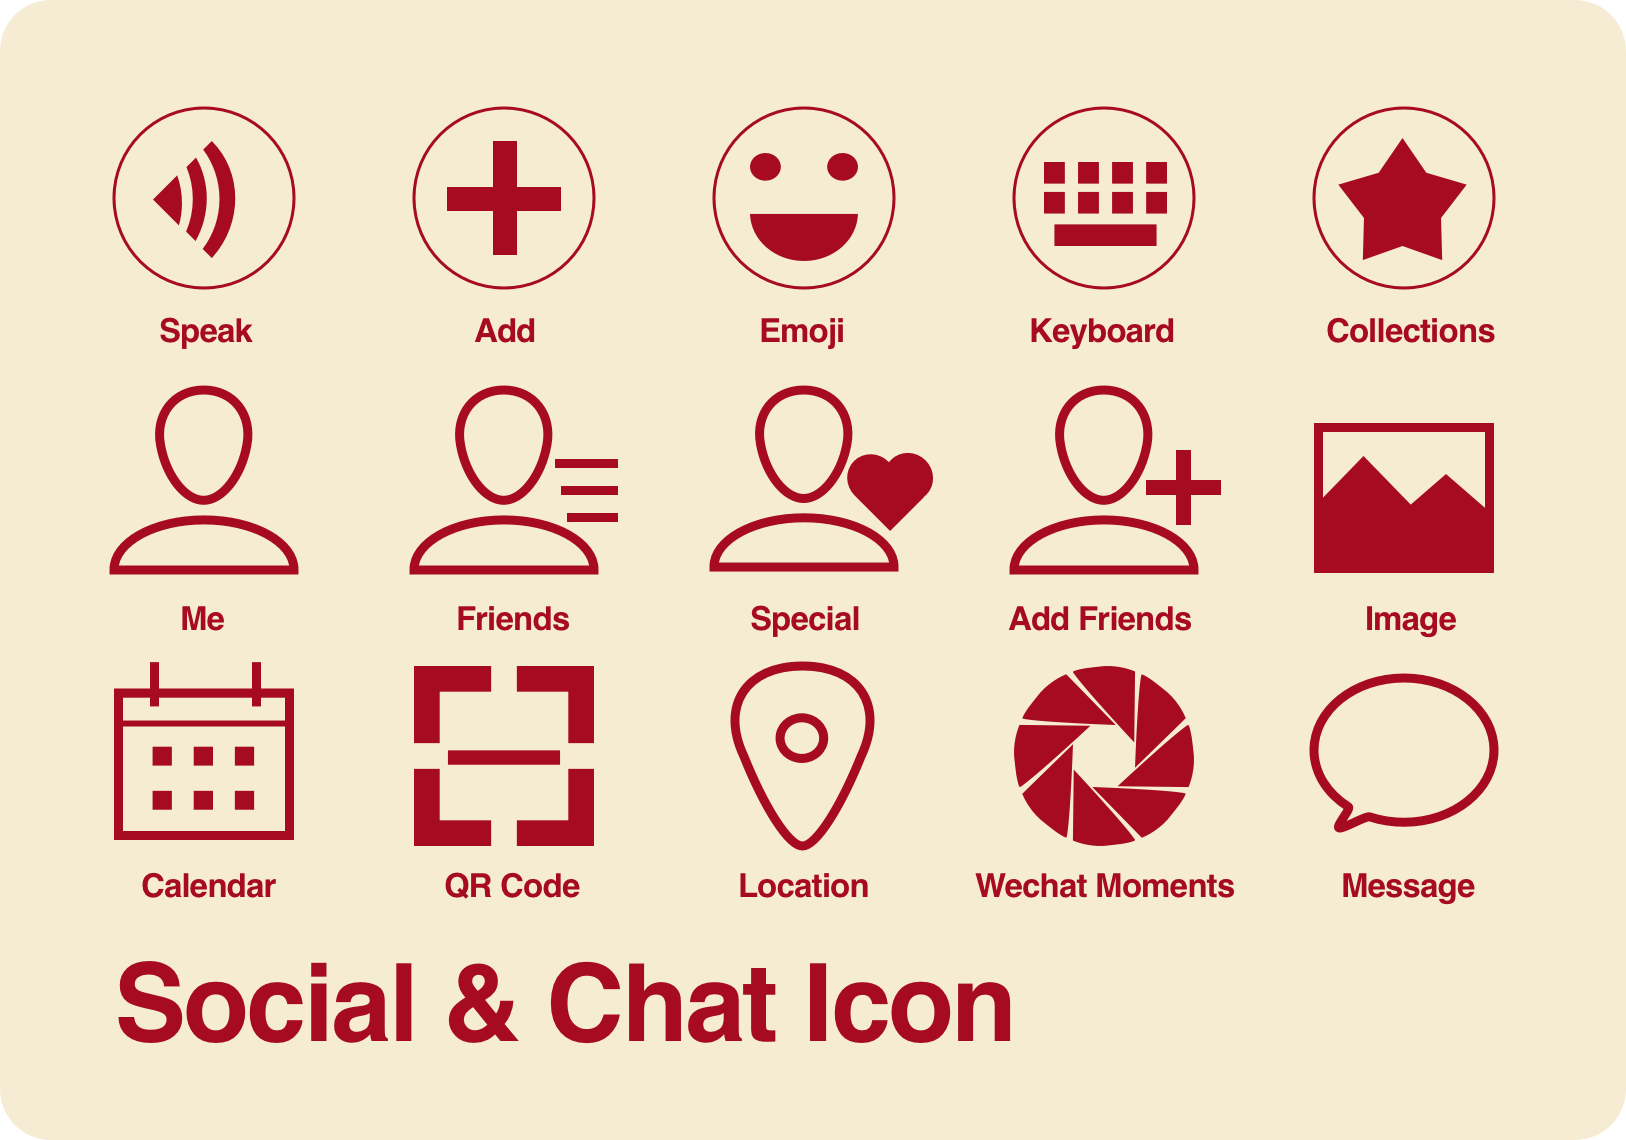 Speak Add Emoji Keyboard Collections
Me Friends Special Add Friends Image
Calendar QR Code Location Wechat Moments Message
Social & Chat Icon